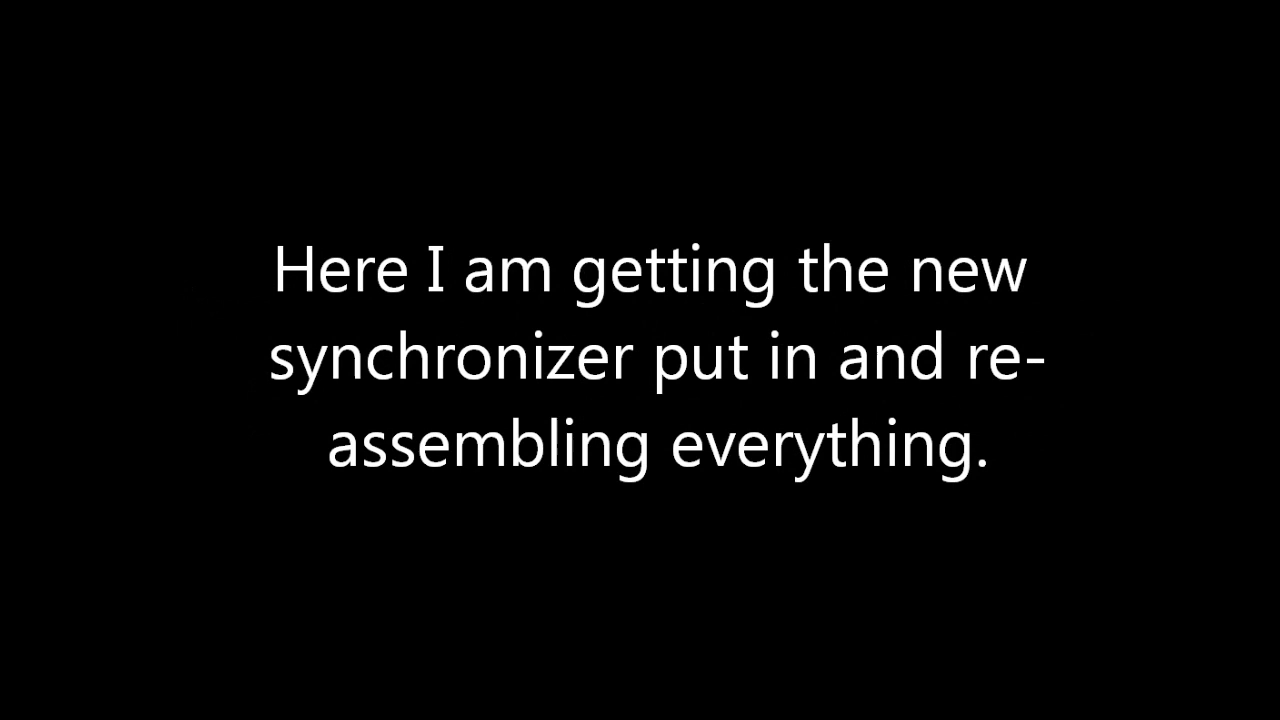 Here I am getting the new
synchronizer put in and re-
assembling everything.